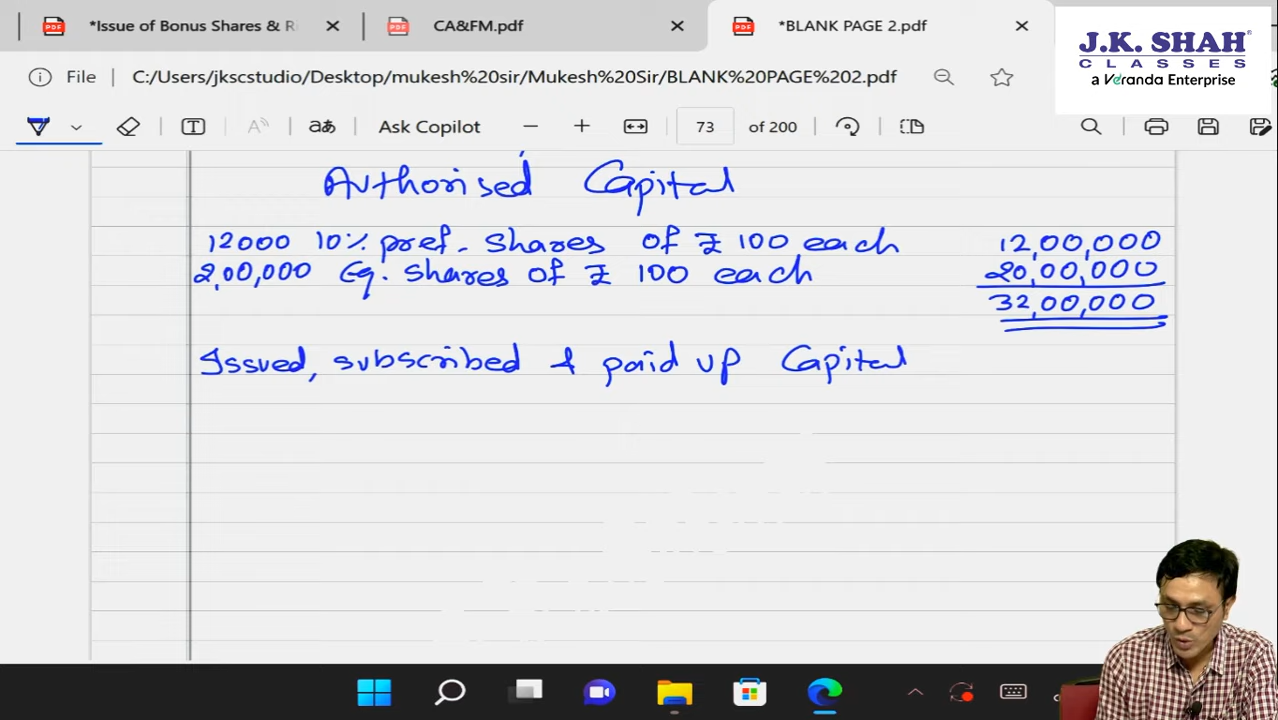 *Issue of Bonus Shares & Ri
CA&FM.pdf
*BLANK PAGE 2.pdf
J.K. SHAH®
CLASSES
a Veranda Enterprise
File C:/Users/jkscstudio/Desktop/mukesh%20sir/Mukesh%20Sir/BLANK%20PAGE%202.pdf
Ask Copilot 73 of 200
Authorised Capital
12000 10% pref. shares of ₹ 100 each 12,00,000
2,00,000 Eq. shares of ₹ 100 each 20,00,000
32,00,000
Issued, subscribed & paid up Capital